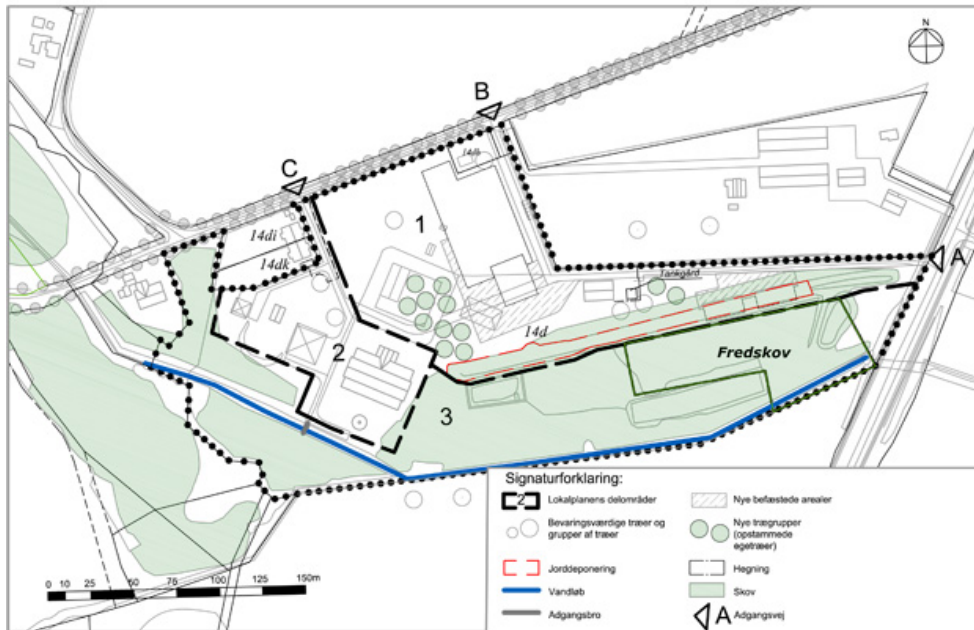 N
B
C
A
1
14di
14dk
Tankgård
14d
2
3
Fredskov
Signaturforklaring:
2 Lokalplanens delområder
Bevaringsværdige træer og
grupper af træer
Jorddeponering
Vandløb
Adgangsbro
Nye befæstede arealer
Nye trægrupper
(opstammede
egetræer)
Hegning
Skov
A Adgangsvej
0 10 25 50 75 100 125 150m